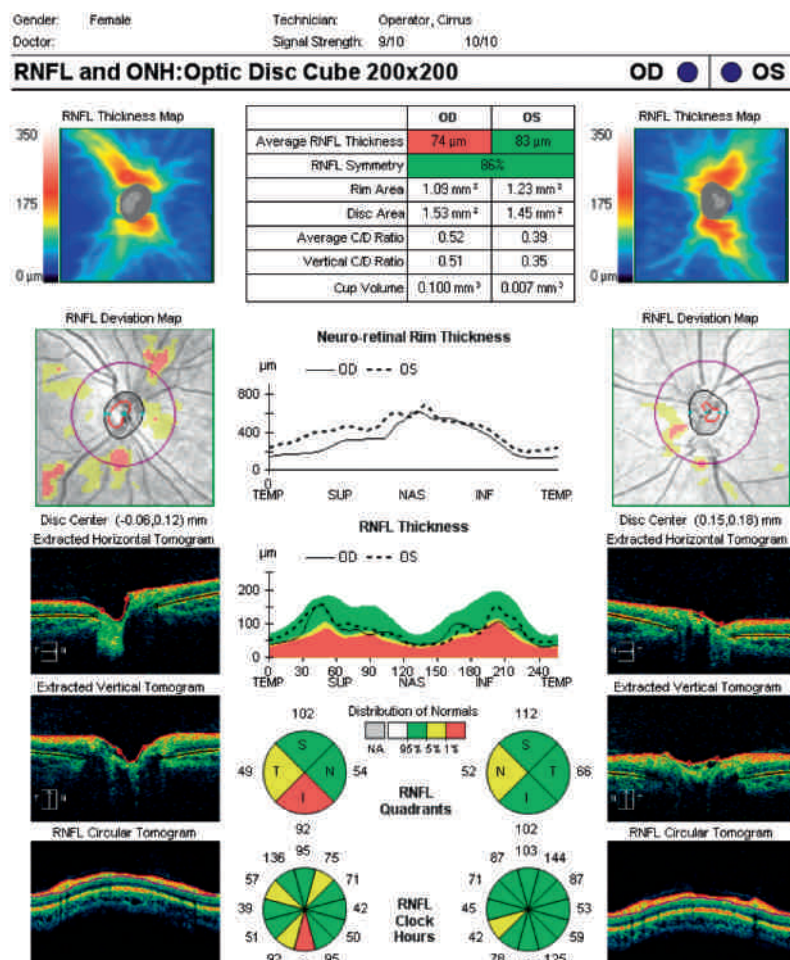 Gender: Female Technician: Operator, Cirrus
Doctor: Signal Strength: 9/10 10/10
RNFL and ONH:Optic Disc Cube 200x200 OD OS
RNFL Thickness Map RNFL Thickness Map
350 OD OS 350
Average RNFL Thickness 74 µm 83 µm
RNFL Symmetry 86%
175 Rim Area 1.09 mm² 1.23 mm² 175
Disc Area 1.53 mm² 1.45 mm²
Average C/D Ratio 0.52 0.39
Vertical C/D Ratio 0.51 0.35
0 µm Cup Volume 0.100 mm³ 0.007 mm³ 0 µm
RNFL Deviation Map RNFL Deviation Map
Neuro-retinal Rim Thickness
µm OD OS
800
400
0
0
TEMP SUP NAS INF TEMP
Disc Center (-0.06,0.12) mm Disc Center (0.15,0.18) mm
Extracted Horizontal Tomogram RNFL Thickness Extracted Horizontal Tomogram
µm OD OS
200
100
0
0 30 60 90 120 150 180 210 240
TEMP SUP NAS INF TEMP
Extracted Vertical Tomogram Extracted Vertical Tomogram
Distribution of Normals
NA 95% 5% 1%
102 112
S S
49 T N 54 52 N T 66
I I
RNFL
Quadrants
92 102
RNFL Circular Tomogram RNFL Circular Tomogram
95 103
136 75 87 144
57 71 71 87
39 42 45 53
51 50 42 59
92 95 78 125
RNFL
Clock
Hours